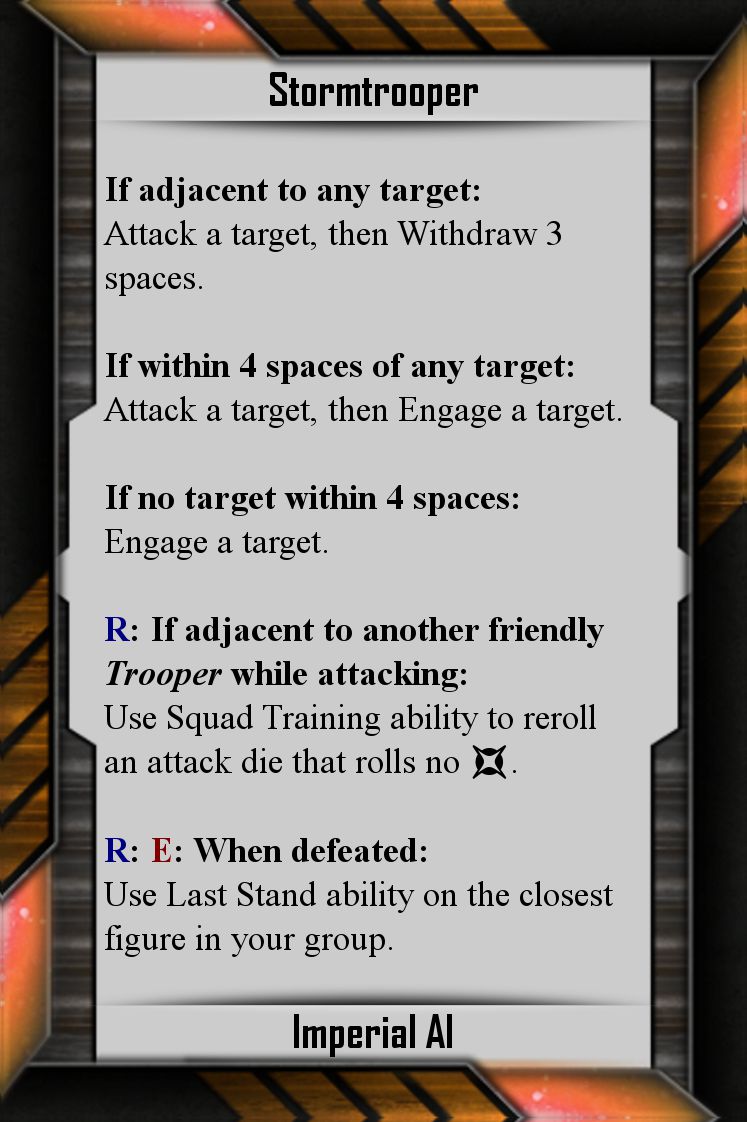 Stormtrooper
If adjacent to any target:
Attack a target, then Withdraw 3
spaces.
If within 4 spaces of any target:
Attack a target, then Engage a target.
If no target within 4 spaces:
Engage a target.
R: If adjacent to another friendly
Trooper while attacking:
Use Squad Training ability to reroll
an attack die that rolls no .
R: E: When defeated:
Use Last Stand ability on the closest
figure in your group.
Imperial AI